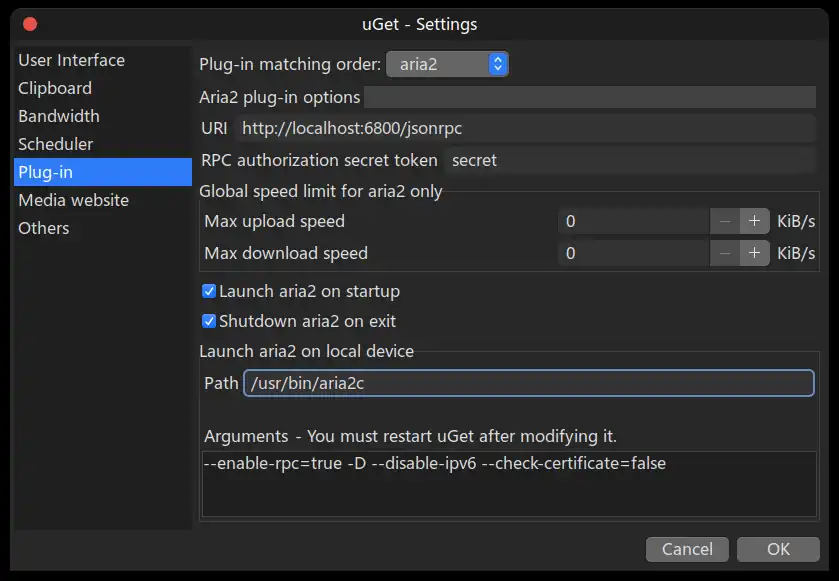 uGet - Settings
User Interface
Clipboard
Bandwidth
Scheduler
Plug-in
Media website
Others
Plug-in matching order: aria2
Aria2 plug-in options
URI http://localhost:6800/jsonrpc
RPC authorization secret token secret
Global speed limit for aria2 only
Max upload speed 0 − + KiB/s
Max download speed 0 − + KiB/s
Launch aria2 on startup
Shutdown aria2 on exit
Launch aria2 on local device
Path /usr/bin/aria2c
Arguments - You must restart uGet after modifying it.
--enable-rpc=true -D --disable-ipv6 --check-certificate=false
Cancel OK